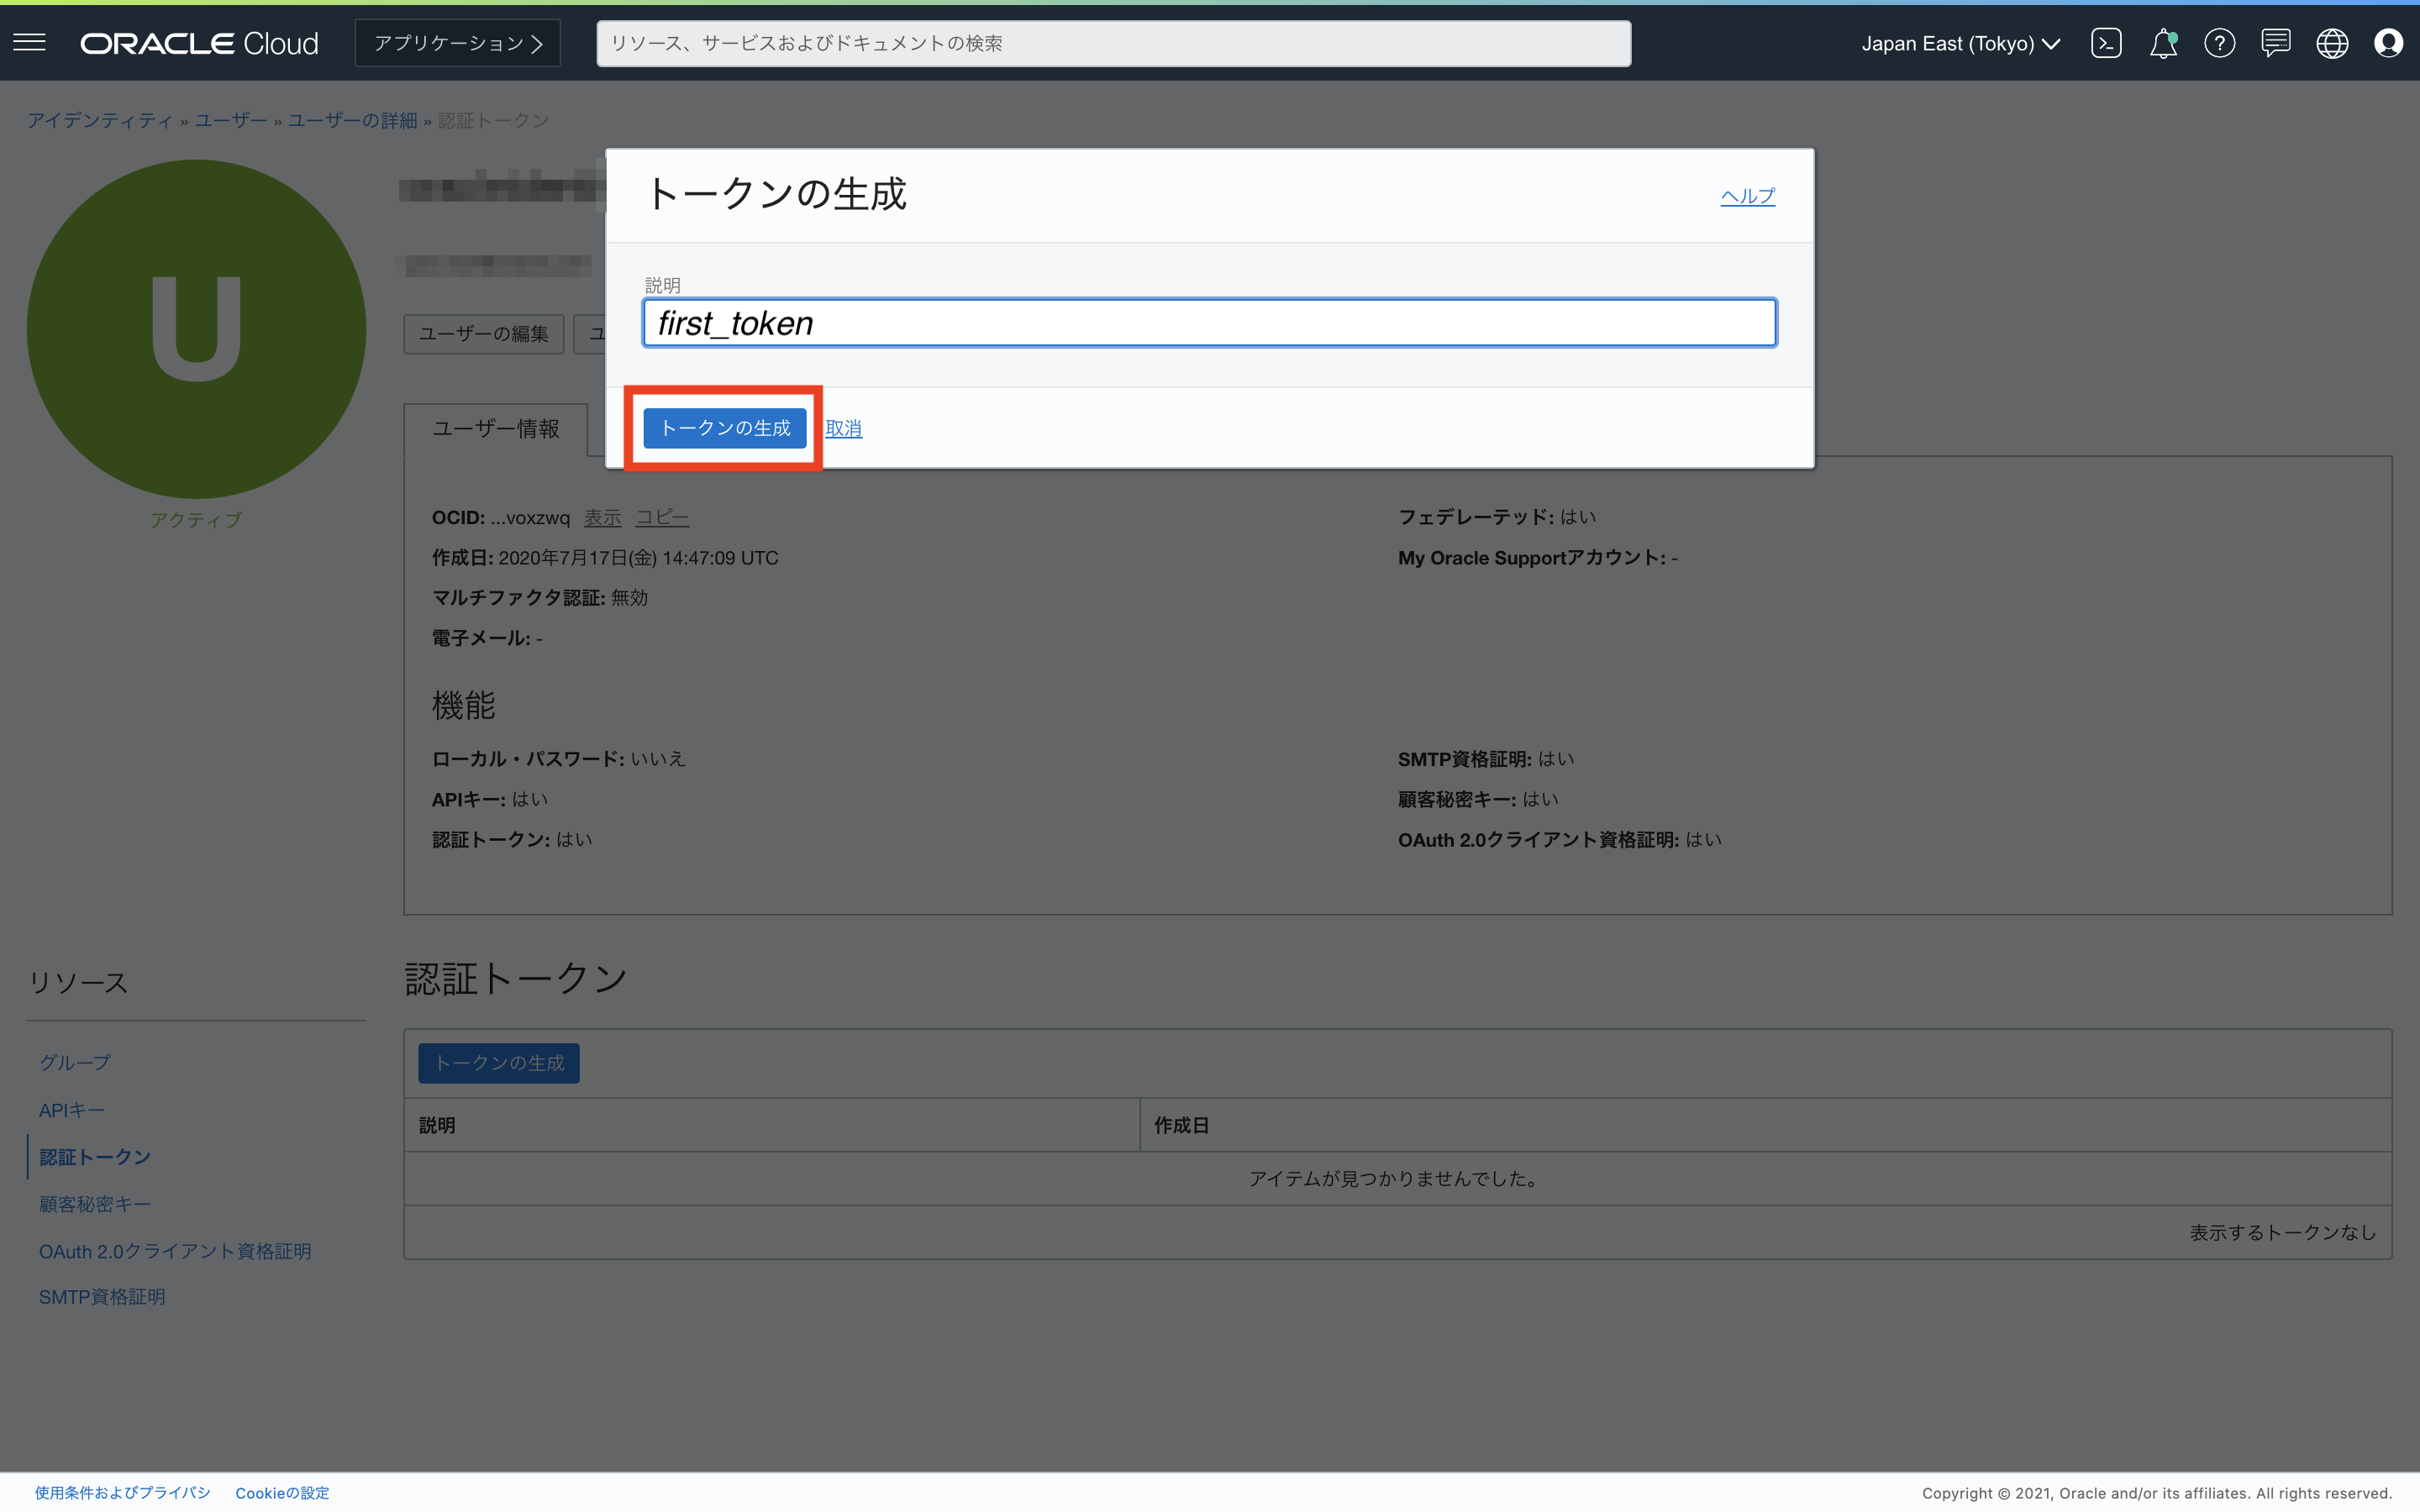 ORACLE Cloud アプリケーション リソース、サービスおよびドキュメントの検索 Japan East (Tokyo)
アイデンティティ » ユーザー » ユーザーの詳細 » 認証トークン
トークンの生成 ヘルプ
説明
first_token
トークンの生成 取消
U
アクティブ
ユーザーの編集 ユ
ユーザー情報
OCID: ...voxzwq 表示 コピー
作成日: 2020年7月17日(金) 14:47:09 UTC
マルチファクタ認証: 無効
電子メール: -
フェデレーテッド: はい
My Oracle Supportアカウント: -
機能
ローカル・パスワード: いいえ
APIキー: はい
認証トークン: はい
SMTP資格証明: はい
顧客秘密キー: はい
OAuth 2.0クライアント資格証明: はい
リソース
グループ
APIキー
認証トークン
顧客秘密キー
OAuth 2.0クライアント資格証明
SMTP資格証明
認証トークン
トークンの生成
説明 作成日
アイテムが見つかりませんでした。
表示するトークンなし
使用条件およびプライバシ Cookieの設定 Copyright © 2021, Oracle and/or its affiliates. All rights reserved.